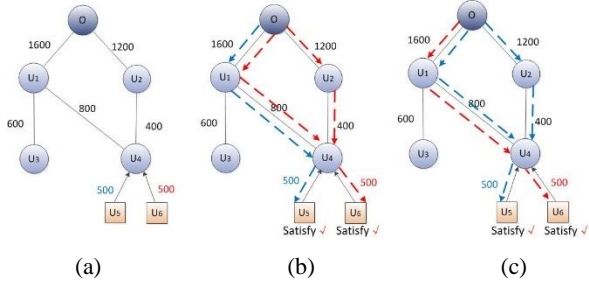 O
1600
1200
U1
U2
800
600
400
U3
U4
500
500
U5
U6
(a)
O
1600
1200
U1
U2
800
600
400
U3
U4
500
500
U5
U6
Satisfy √
Satisfy √
(b)
O
1600
1200
U1
U2
800
600
400
U3
U4
500
500
U5
U6
Satisfy √
Satisfy √
(c)